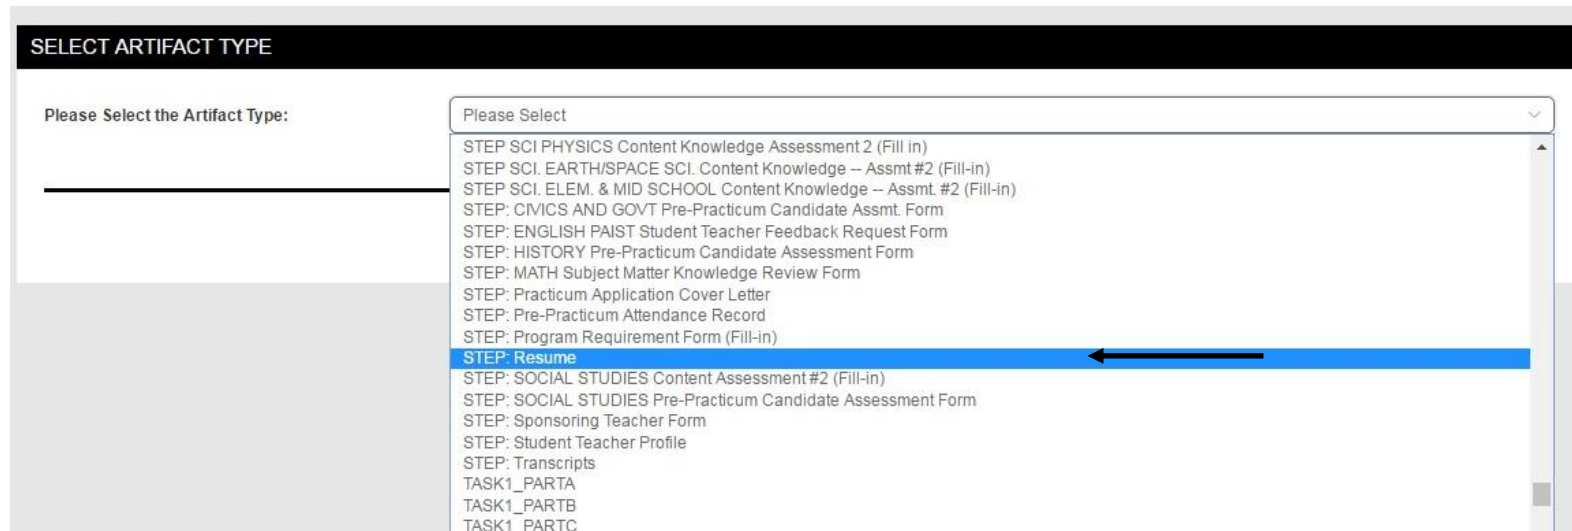 SELECT ARTIFACT TYPE
Please Select the Artifact Type:
Please Select
STEP SCI PHYSICS Content Knowledge Assessment 2 (Fill in)
STEP SCI. EARTH/SPACE SCI. Content Knowledge -- Assmt #2 (Fill-in)
STEP SCI. ELEM. & MID SCHOOL Content Knowledge -- Assmt. #2 (Fill-in)
STEP: CIVICS AND GOVT Pre-Practicum Candidate Assmt. Form
STEP: ENGLISH PAIST Student Teacher Feedback Request Form
STEP: HISTORY Pre-Practicum Candidate Assessment Form
STEP: MATH Subject Matter Knowledge Review Form
STEP: Practicum Application Cover Letter
STEP: Pre-Practicum Attendance Record
STEP: Program Requirement Form (Fill-in)
STEP: Resume
STEP: SOCIAL STUDIES Content Assessment #2 (Fill-in)
STEP: SOCIAL STUDIES Pre-Practicum Candidate Assessment Form
STEP: Sponsoring Teacher Form
STEP: Student Teacher Profile
STEP: Transcripts
TASK1_PARTA
TASK1_PARTB
TASK1_PARTC